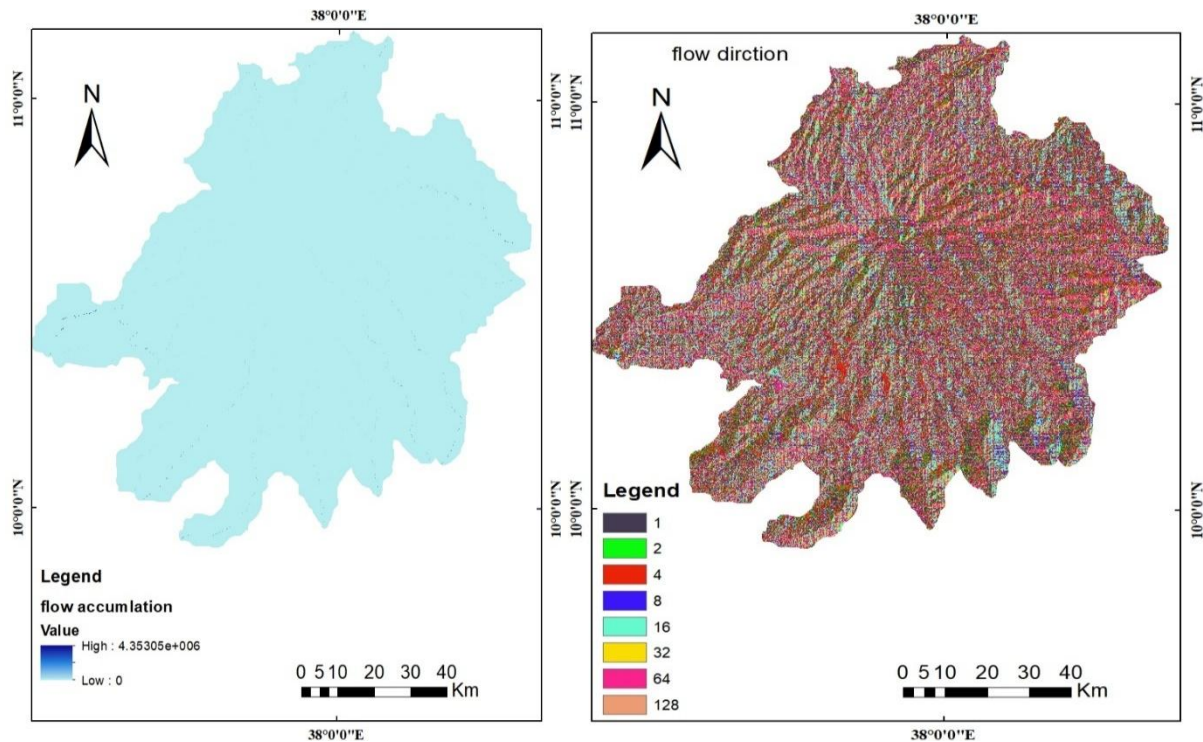 38°0'0"E
11°0'0"N
N
11°0'0"N
10°0'0"N
10°0'0"N
Legend
flow accumlation
Value
High : 4.35305e+006
Low : 0
0 5 10 20 30 40
Km
38°0'0"E
38°0'0"E
flow dirction
N
11°0'0"N
10°0'0"N
Legend
1
2
4
8
16
32
64
128
0 5 10 20 30 40
Km
38°0'0"E